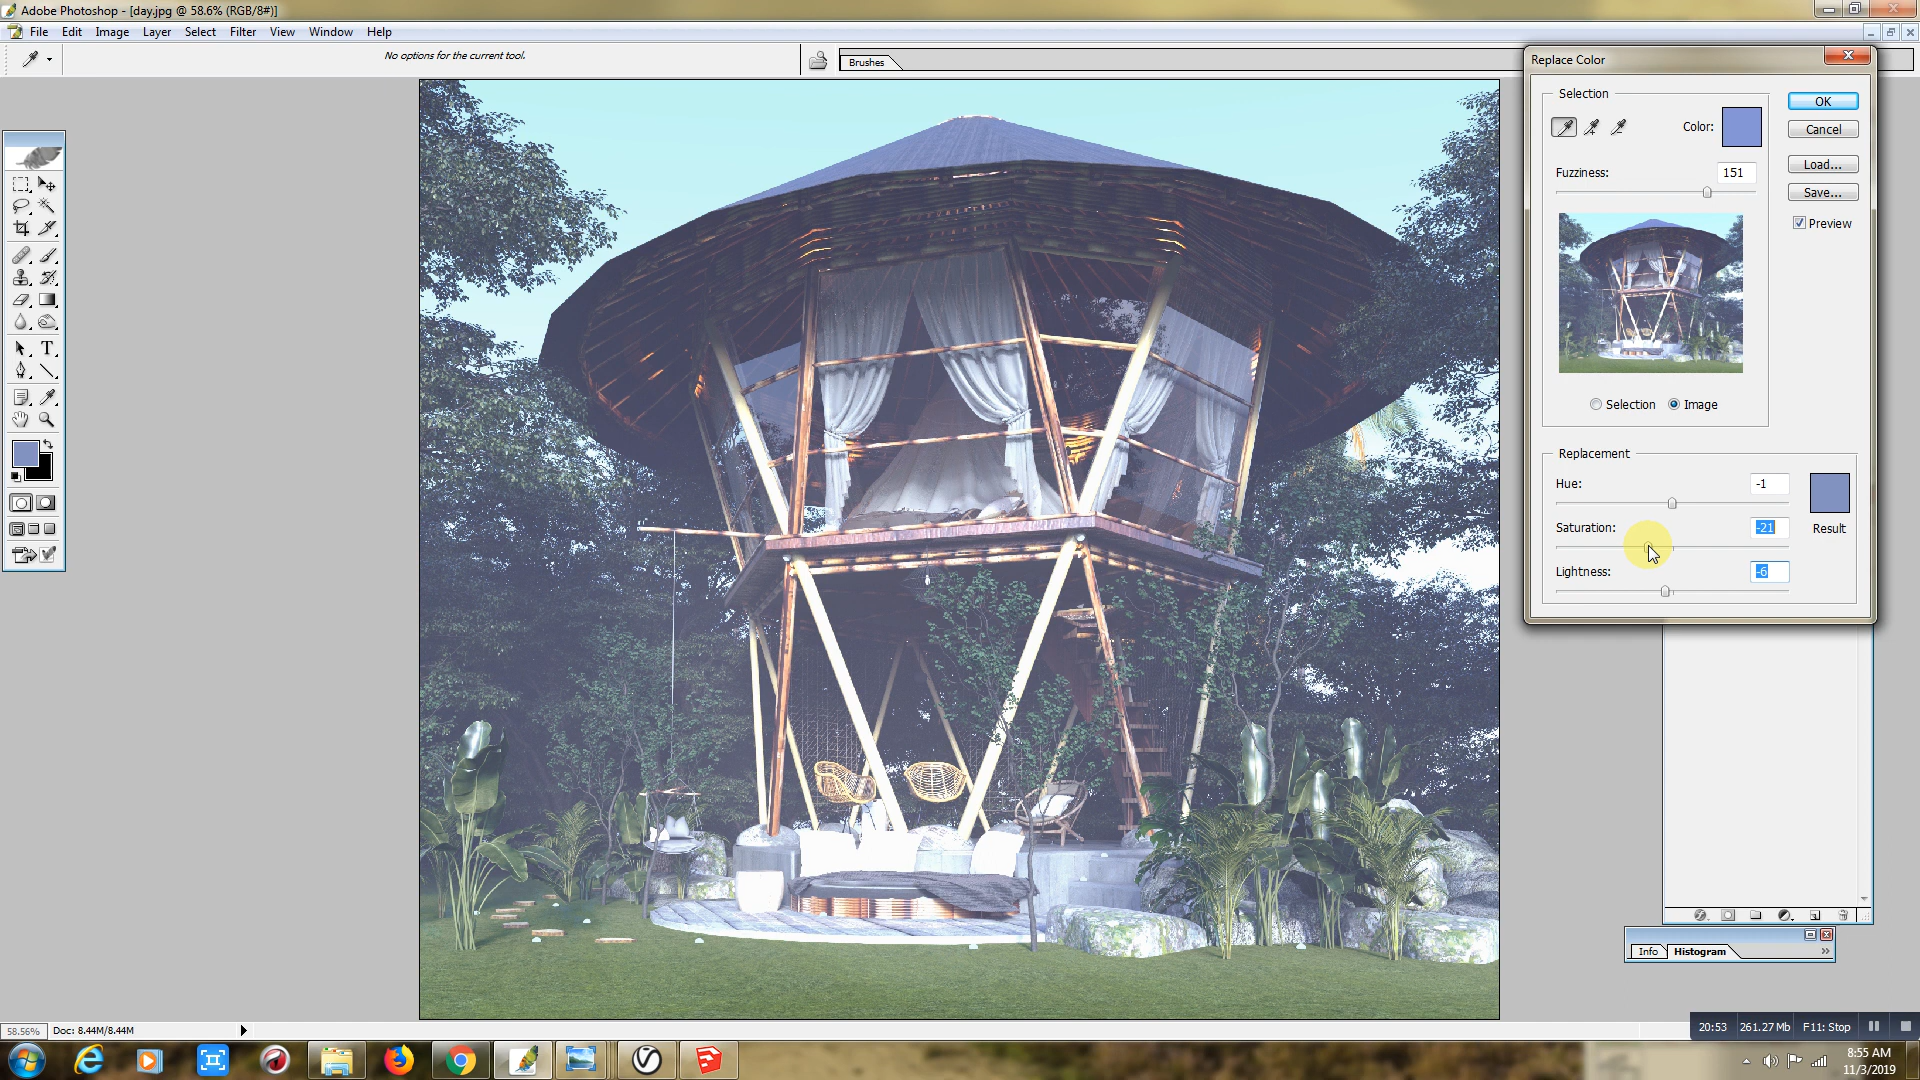 Adobe Photoshop - [day.jpg @ 58.6% (RGB/8#)]
File Edit Image Layer Select Filter View Window Help
No options for the current tool.
Brushes
Replace Color
Selection
OK
Color:
Cancel
Load...
Fuzziness: 151
Save...
Preview
Selection Image
Replacement
Hue: -1
Saturation: -21
Result
Lightness: -6
T
Info Histogram
58.56% Doc: 8.44M/8.44M
20:53 261.27 Mb F11: Stop
8:55 AM
11/3/2019